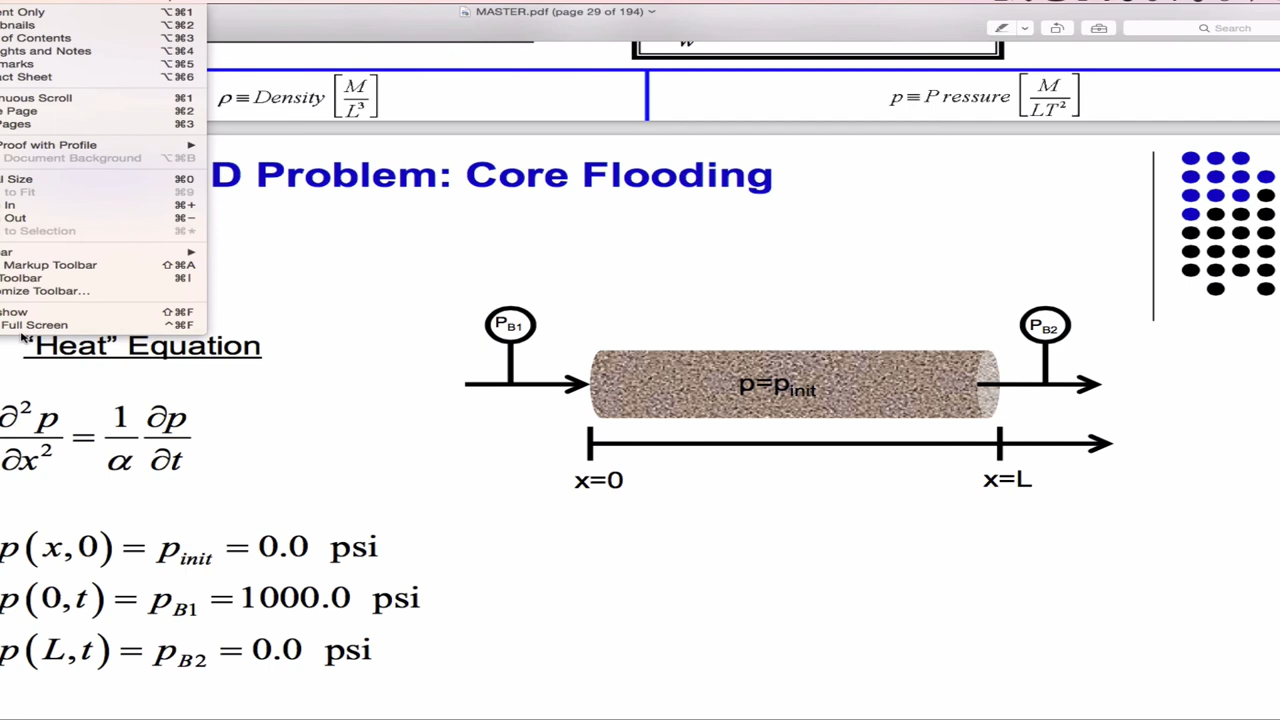 MASTER.pdf (page 29 of 194)
ent Only ⌥⌘1
bnails ⌥⌘2
of Contents ⌥⌘3
ghts and Notes ⌥⌘4
marks ⌥⌘5
act Sheet ⌥⌘6
nuous Scroll ⌘1
e Page ⌘2
Pages ⌘3
Proof with Profile
Document Background ⌥⌘B
l Size ⌘0
to Fit ⌘9
In ⌘+
Out ⌘−
to Selection ⌘*
ar
Markup Toolbar ⇧⌘A
Toolbar ⌘I
omize Toolbar...
show ⇧⌘F
Full Screen ^⌘F
Search
w
ρ ≡ Density [M/L³]
p ≡ Pressure [M/LT²]
D Problem: Core Flooding
"Heat" Equation
∂²p/∂x² = 1/α ∂p/∂t
p(x,0) = p_init = 0.0 psi
p(0,t) = p_B1 = 1000.0 psi
p(L,t) = p_B2 = 0.0 psi
P_B1
P_B2
p=p_init
x=0
x=L